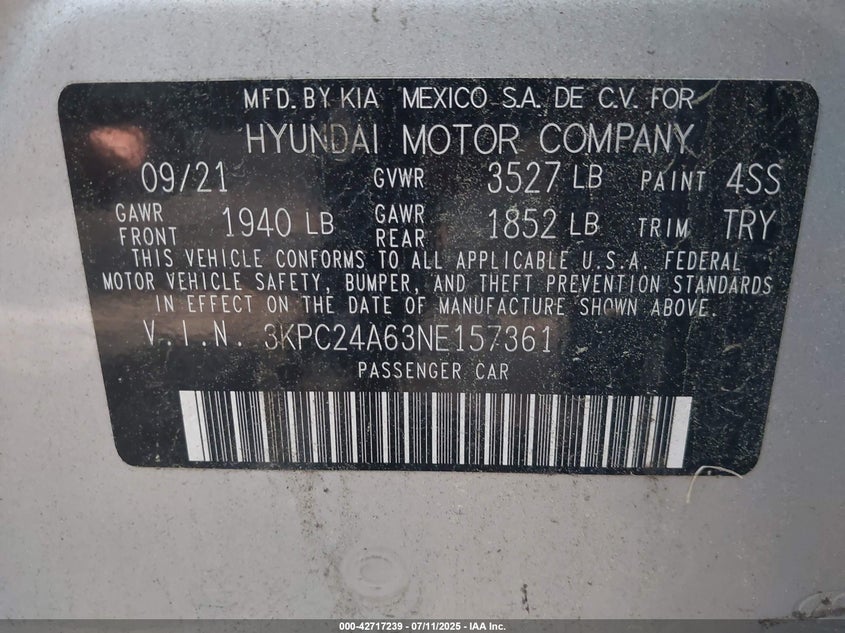 MFD. BY KIA MEXICO S.A. DE C.V. FOR
HYUNDAI MOTOR COMPANY
09/21 GVWR 3527 LB PAINT 4SS
GAWR FRONT 1940 LB GAWR REAR 1852 LB TRIM TRY
THIS VEHICLE CONFORMS TO ALL APPLICABLE U.S.A. FEDERAL
MOTOR VEHICLE SAFETY, BUMPER, AND THEFT PREVENTION STANDARDS
IN EFFECT ON THE DATE OF MANUFACTURE SHOWN ABOVE.
V.I.N. 3KPC24A63NE157361
PASSENGER CAR
000-42717239 - 07/11/2025 - IAA Inc.